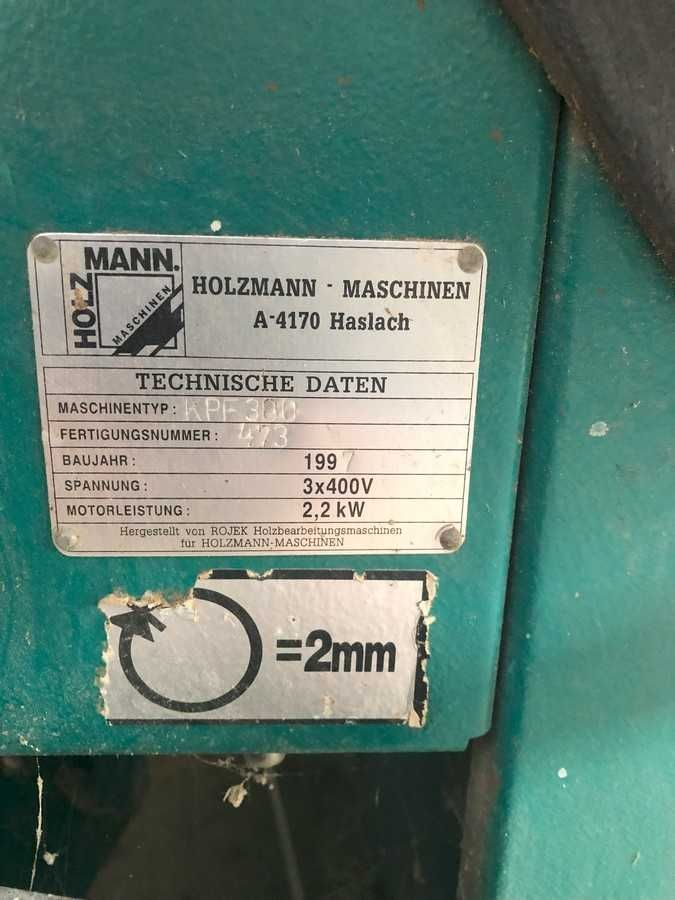 HOLZ
MANN.
MASCHINEN
HOLZMANN - MASCHINEN
A-4170 Haslach
TECHNISCHE DATEN
MASCHINENTYP: KPF 300
FERTIGUNGSNUMMER: 473
BAUJAHR: 1997
SPANNUNG: 3x400V
MOTORLEISTUNG: 2,2 kW
Hergestellt von ROJEK Holzbearbeitungsmaschinen
für HOLZMANN-MASCHINEN
=2mm